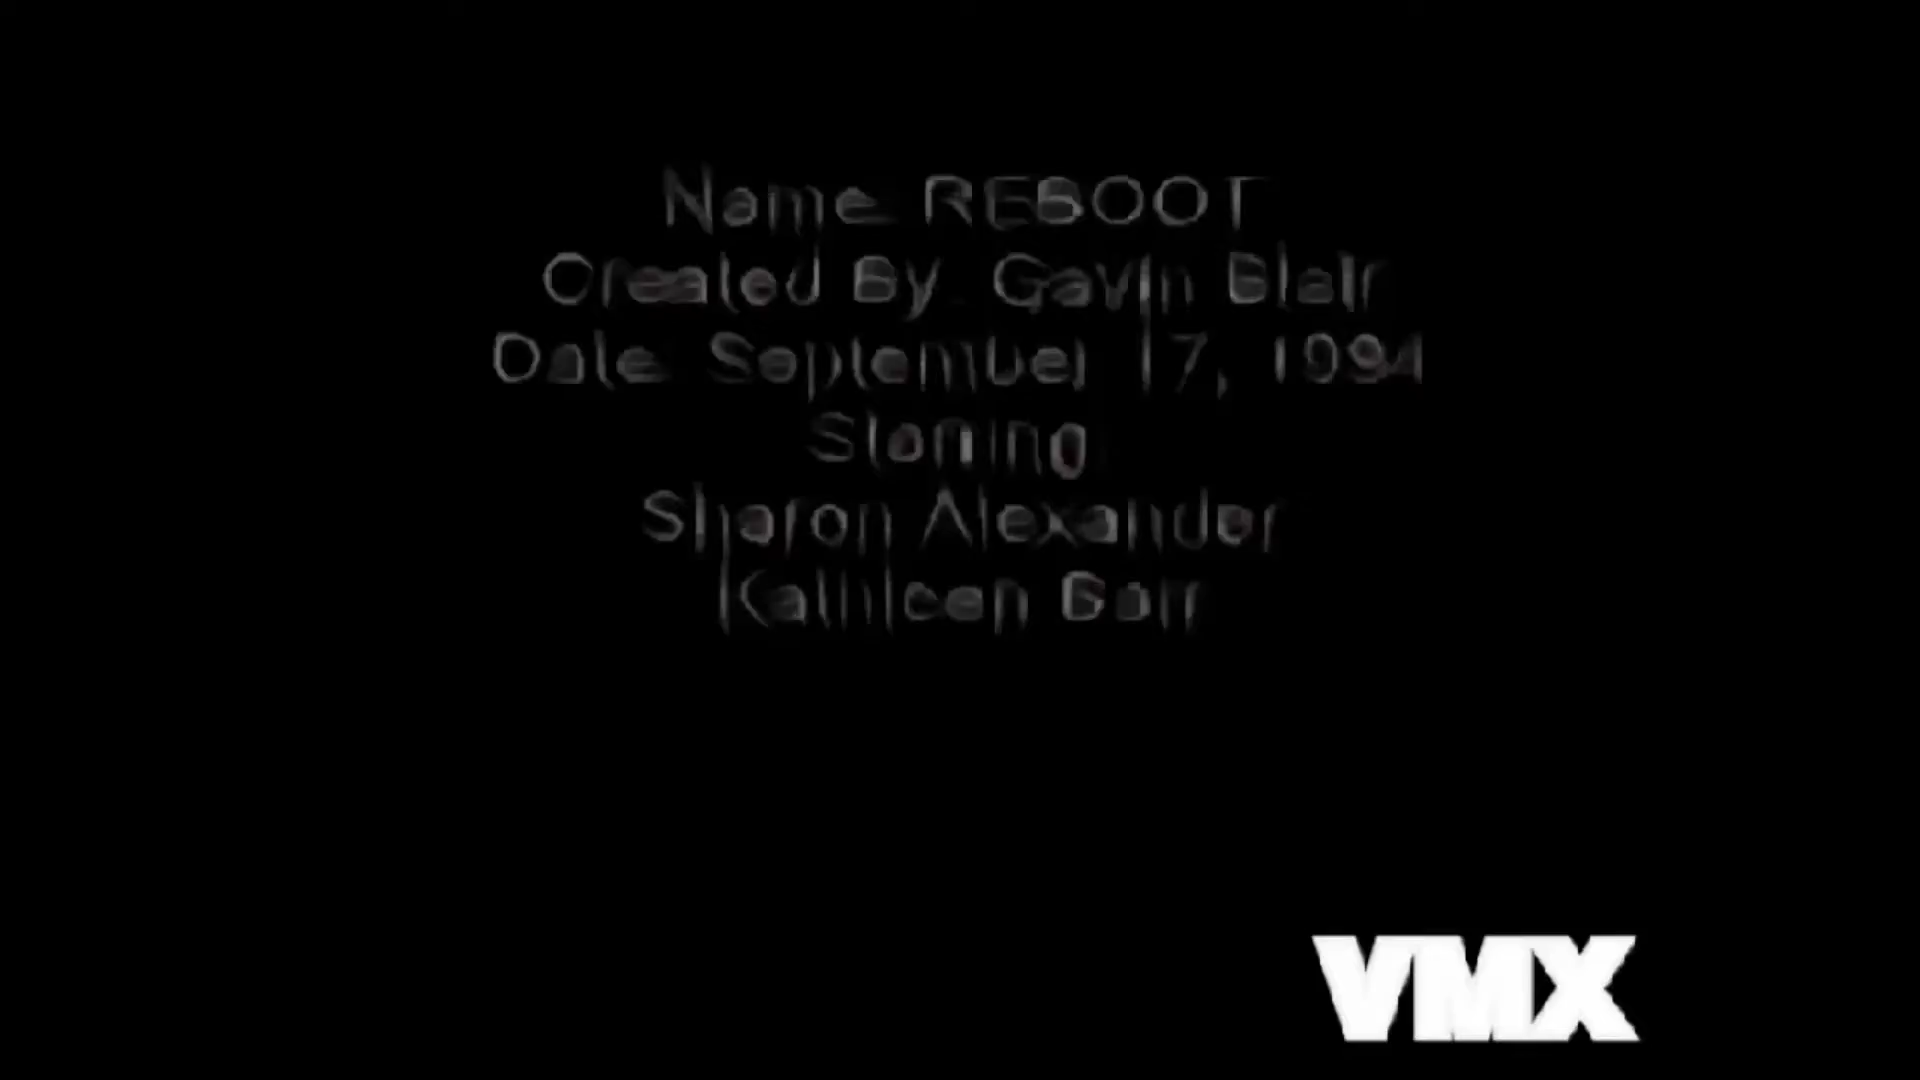 Name: REBOOT
Created By: Gavin Blair
Date: September 17, 1994
Starring
Sharon Alexander
Kathleen Barr
VMX